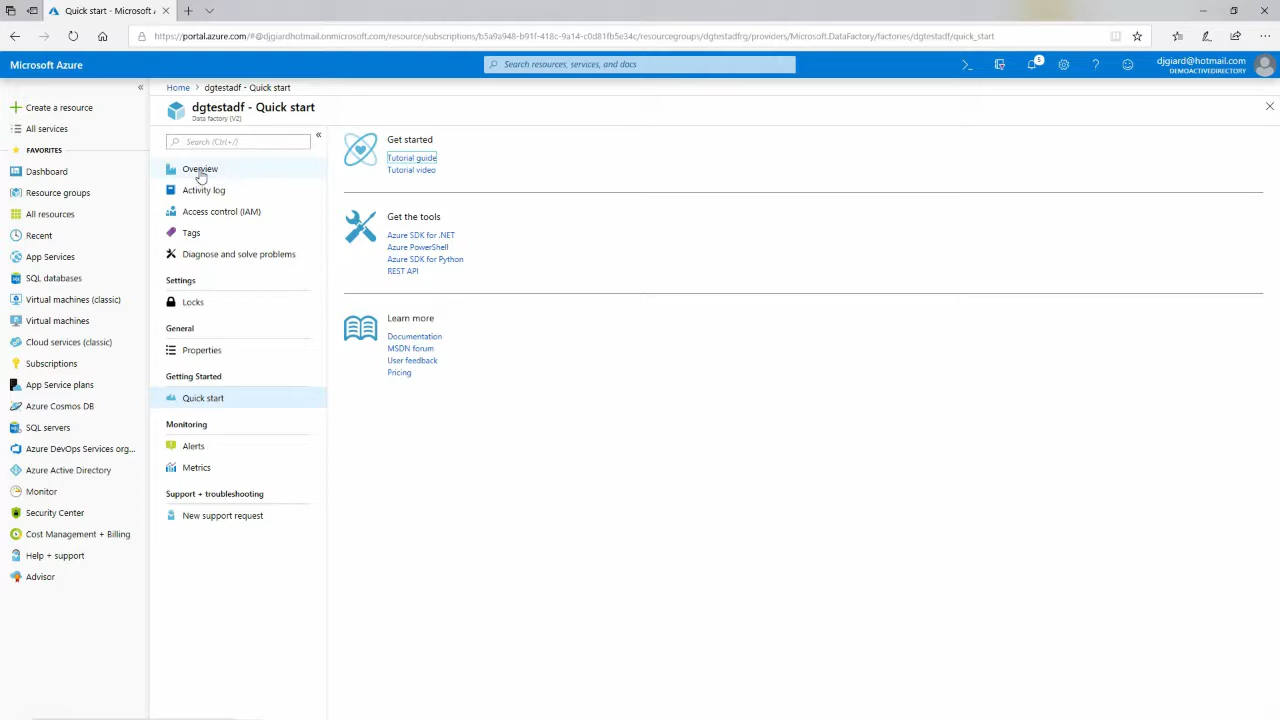 Quick start - Microsoft A
https://portal.azure.com/#@djgiardhotmail.onmicrosoft.com/resource/subscriptions/b5a9a948-b91f-418c-9a14-c0d81fb5e34c/resourcegroups/dgtestadfrg/providers/Microsoft.DataFactory/factories/dgtestadf/quick_start
Microsoft Azure
Search resources, services, and docs
5
djgiard@hotmail.com
DEMOACTIVEDIRECTORY
Home > dgtestadf - Quick start
dgtestadf - Quick start
Data factory (V2)
Create a resource
All services
FAVORITES
Dashboard
Resource groups
All resources
Recent
App Services
SQL databases
Virtual machines (classic)
Virtual machines
Cloud services (classic)
Subscriptions
App Service plans
Azure Cosmos DB
SQL servers
Azure DevOps Services org...
Azure Active Directory
Monitor
Security Center
Cost Management + Billing
Help + support
Advisor
Search (Ctrl+/)
Overview
Activity log
Access control (IAM)
Tags
Diagnose and solve problems
Settings
Locks
General
Properties
Getting Started
Quick start
Monitoring
Alerts
Metrics
Support + troubleshooting
New support request
Get started
Tutorial guide
Tutorial video
Get the tools
Azure SDK for .NET
Azure PowerShell
Azure SDK for Python
REST API
Learn more
Documentation
MSDN forum
User feedback
Pricing